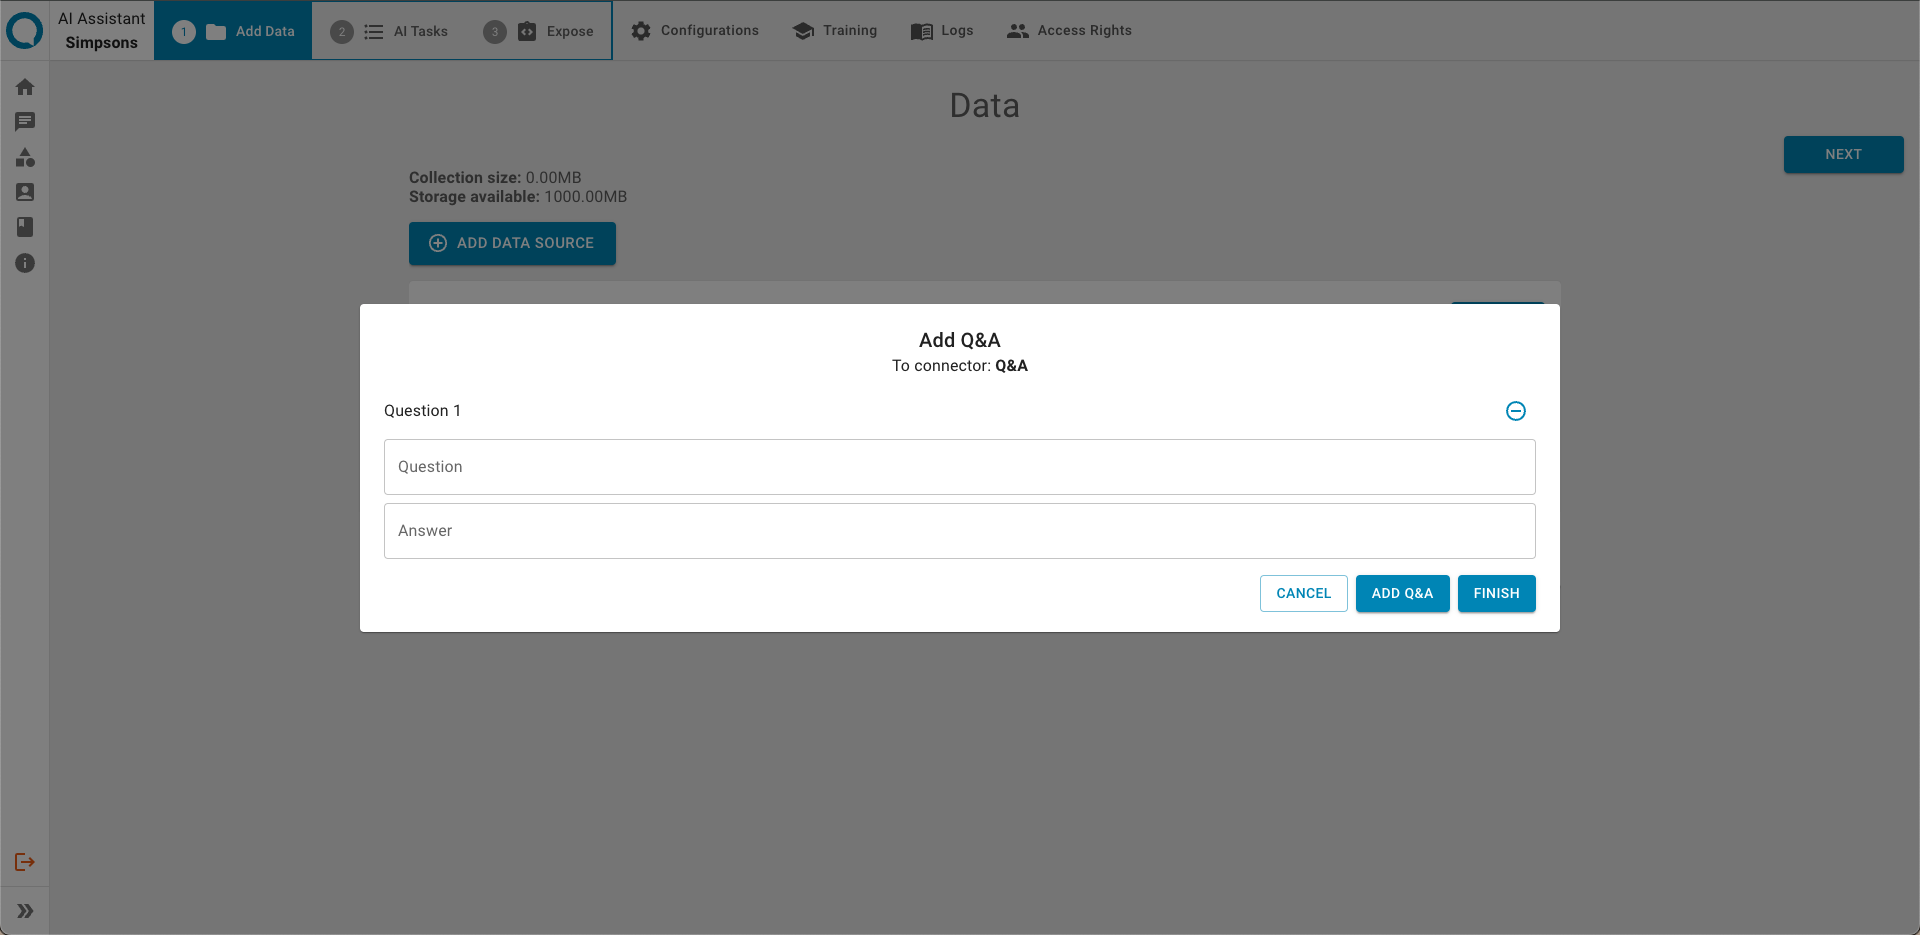 AI Assistant
Simpsons
1 Add Data
2 AI Tasks
3 Expose
Configurations
Training
Logs
Access Rights
Data
NEXT
Collection size: 0.00MB
Storage available: 1000.00MB
ADD DATA SOURCE
Add Q&A
To connector: Q&A
Question 1
Question
Answer
CANCEL
ADD Q&A
FINISH